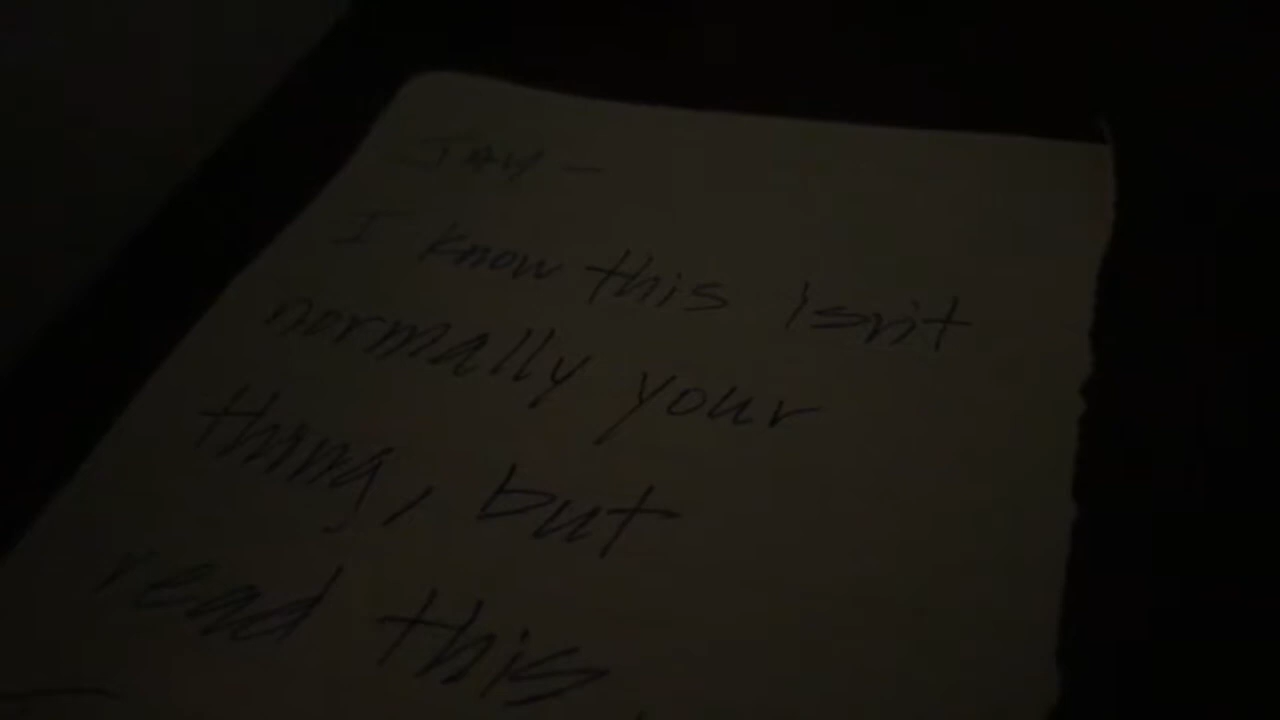 Jay —
I know this isn't
normally your
thing, but
read this